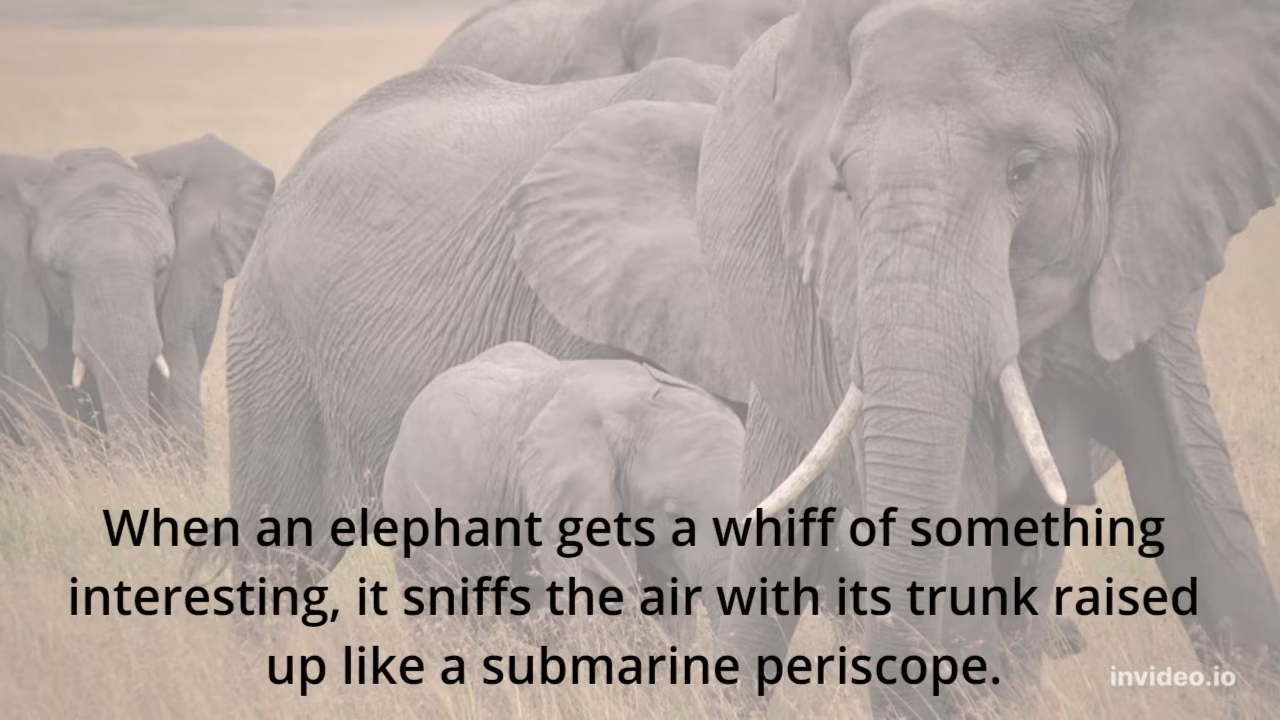 When an elephant gets a whiff of something
interesting, it sniffs the air with its trunk raised
up like a submarine periscope.
invideo.io